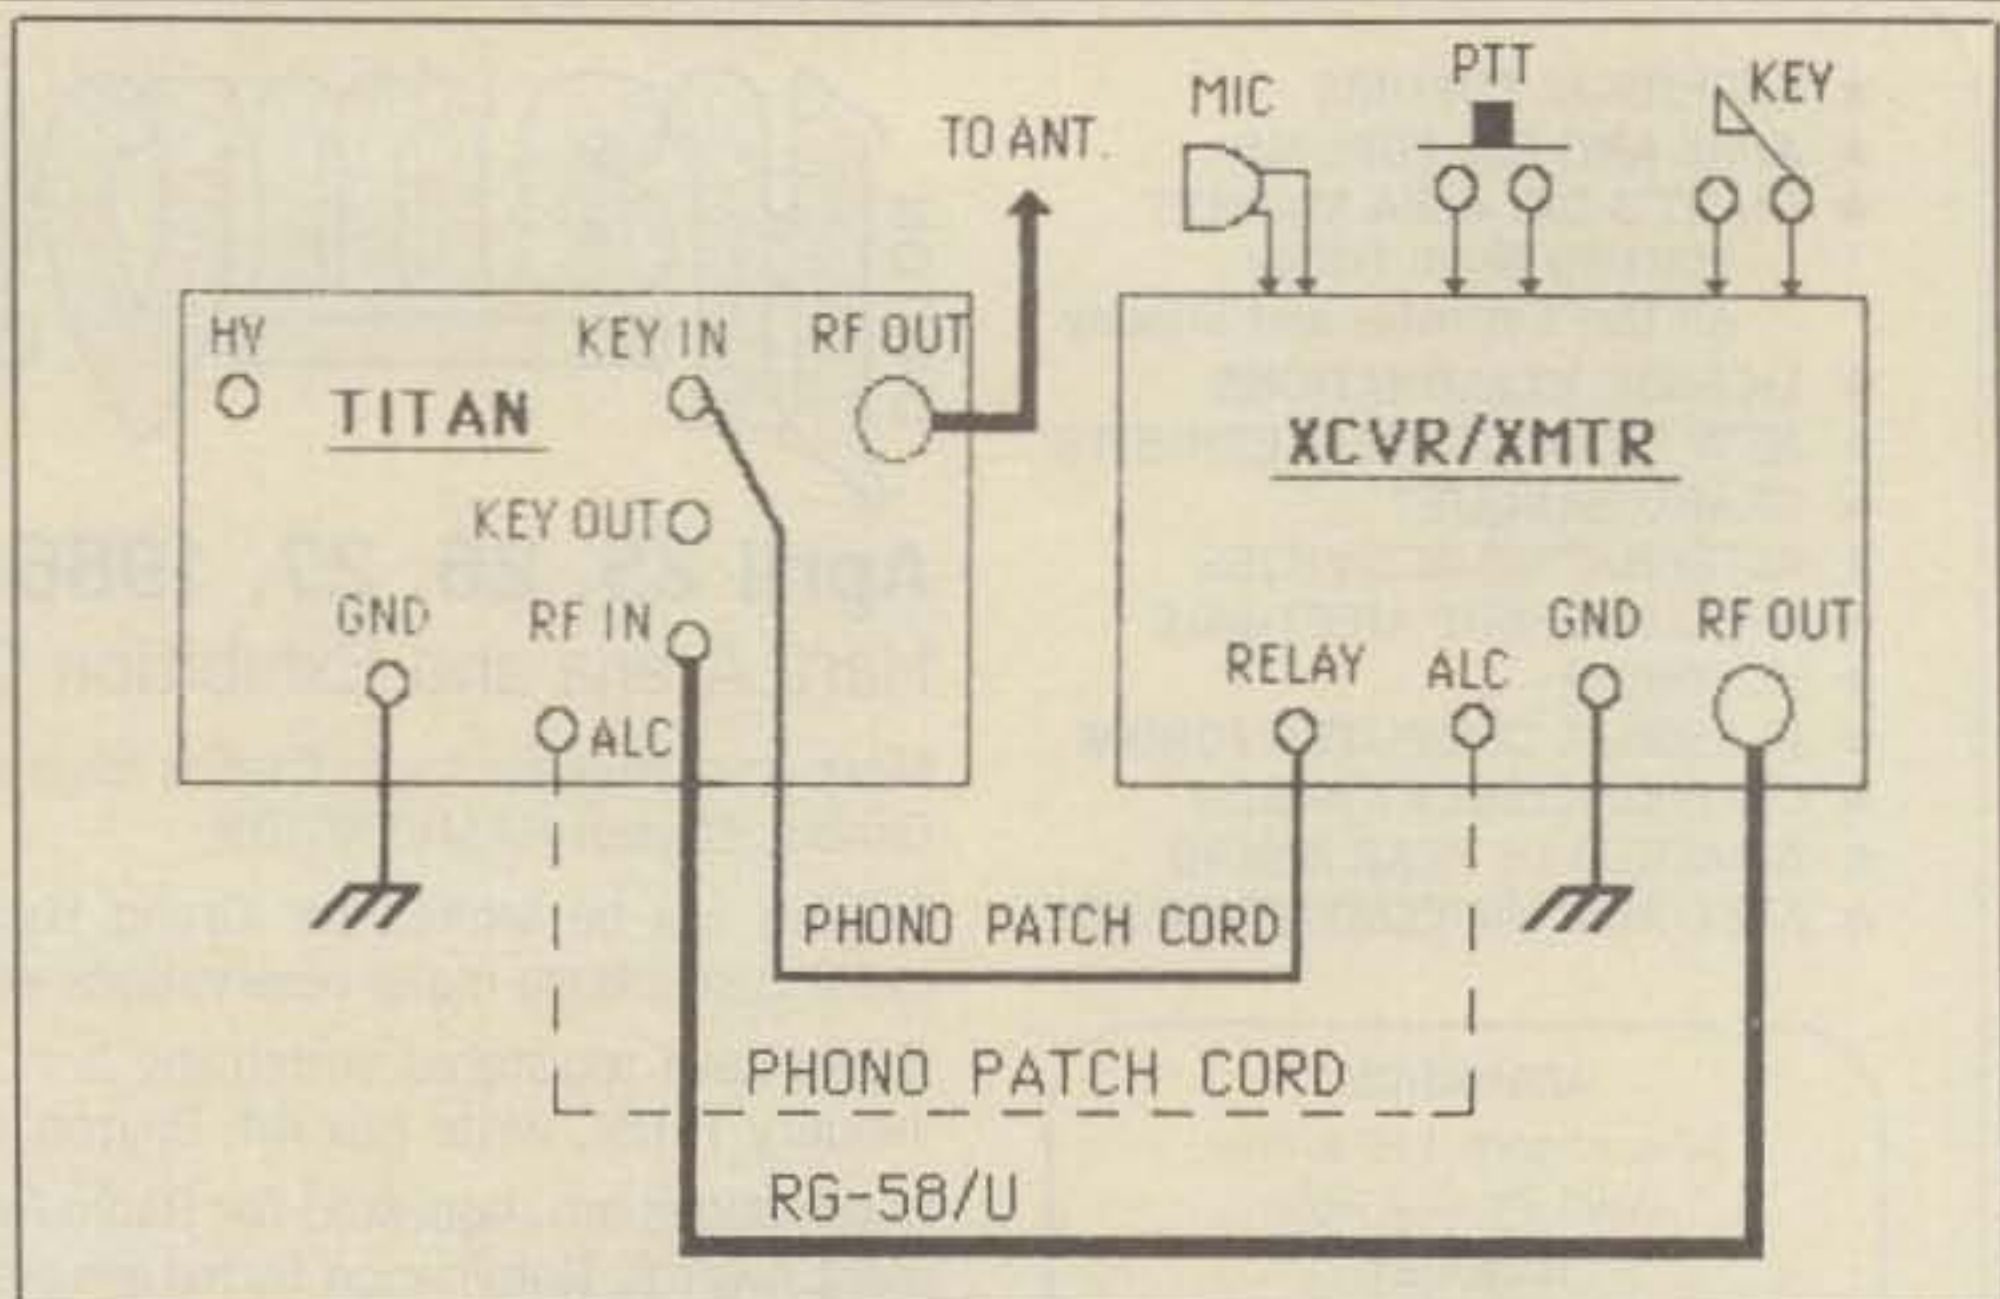 MIC
PTT
KEY
TO ANT.
HV
KEY IN
RF OUT
TITAN
XCVR/XMTR
KEY OUT
GND
RF IN
ALC
RELAY
ALC
GND
RF OUT
PHONO PATCH CORD
PHONO PATCH CORD
RG-58/U